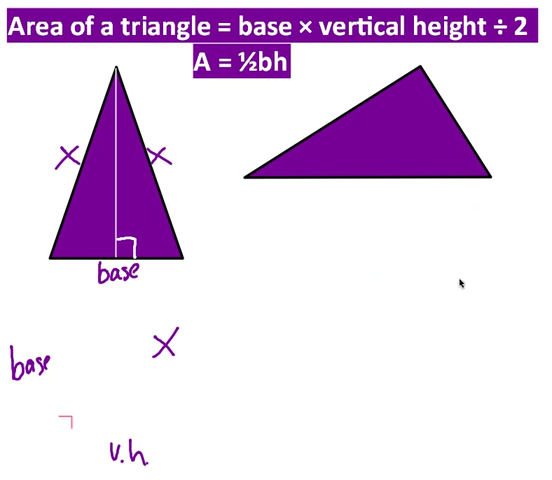 Area of a triangle = base × vertical height ÷ 2
A = ½bh
x x
base
x
base
v.h